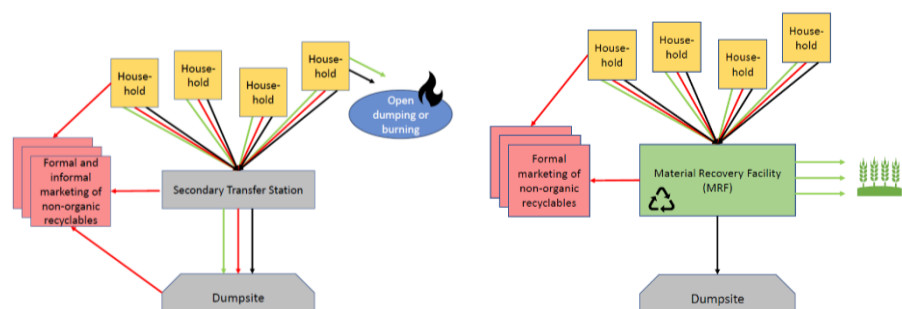 House-
hold
House-
hold
House-
hold
House-
hold
Open
dumping or
burning
Formal and
informal
marketing of
non-organic
recyclables
Secondary Transfer Station
Dumpsite
House-
hold
House-
hold
House-
hold
House-
hold
Formal
marketing of
non-organic
recyclables
Material Recovery Facility
(MRF)
Dumpsite